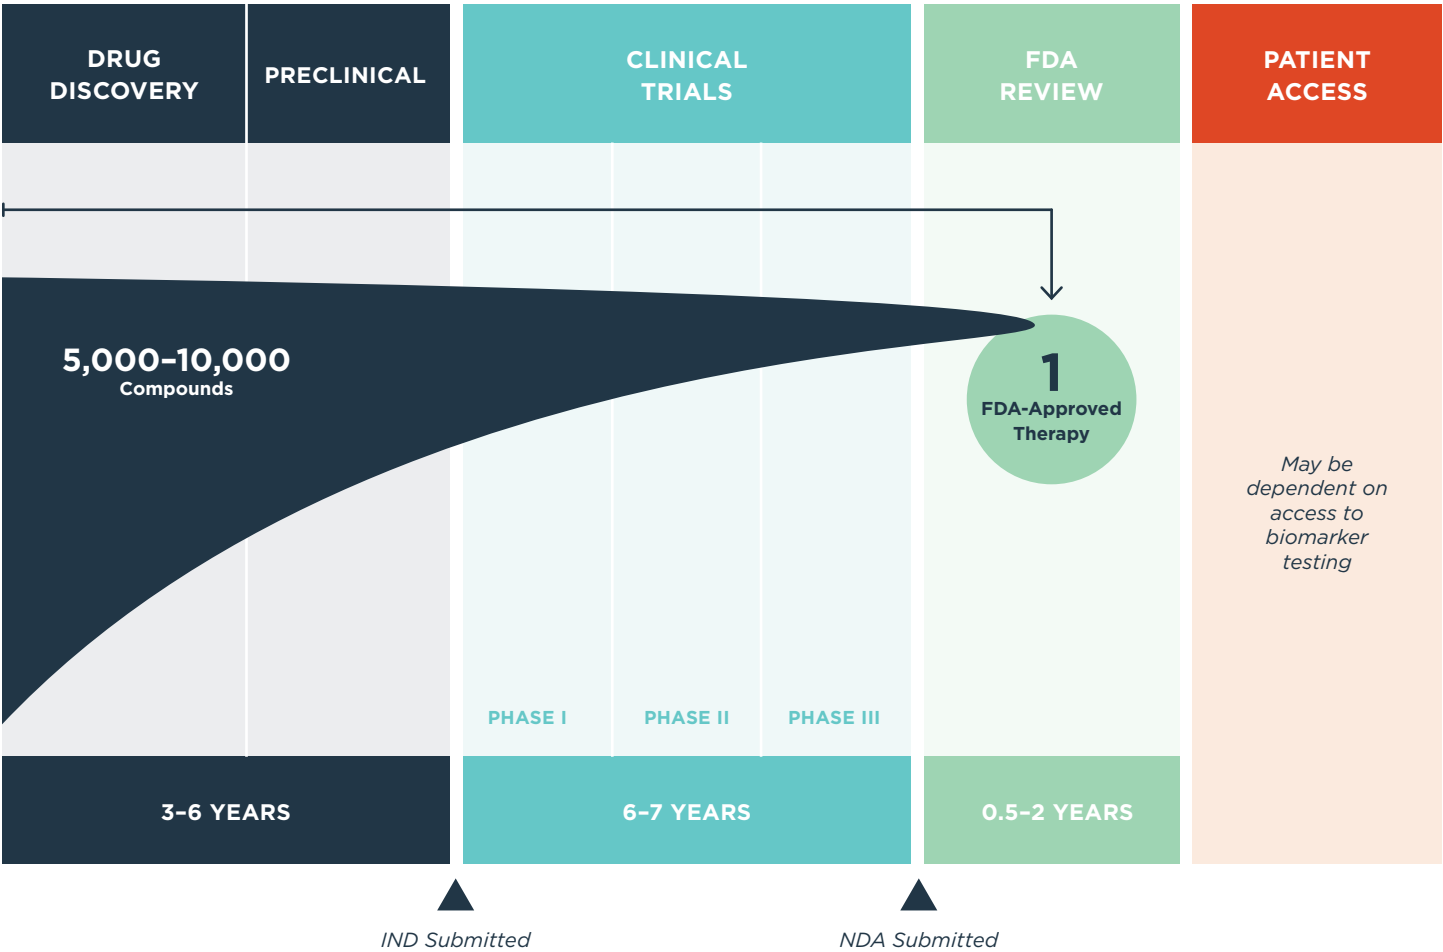 DRUG
DISCOVERY
PRECLINICAL
CLINICAL
TRIALS
FDA
REVIEW
PATIENT
ACCESS
5,000–10,000
Compounds
1
FDA-Approved
Therapy
May be
dependent on
access to
biomarker
testing
PHASE I
PHASE II
PHASE III
3–6 YEARS
6–7 YEARS
0.5–2 YEARS
IND Submitted
NDA Submitted